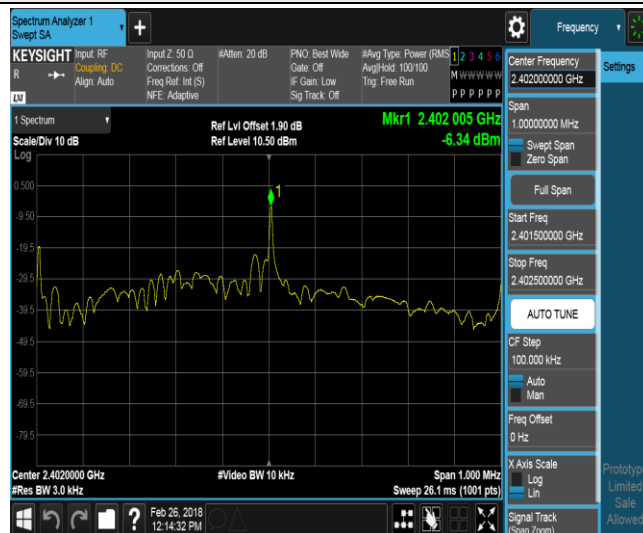 Spectrum Analyzer 1
Swept SA
+
Frequency
KEYSIGHT
R
LXI
Input: RF
Coupling: DC
Align: Auto
Input Z: 50 Ω
Corrections: Off
Freq Ref: Int (S)
NFE: Adaptive
#Atten: 20 dB
PNO: Best Wide
Gate: Off
IF Gain: Low
Sig Track: Off
#Avg Type: Power (RMS
Avg|Hold: 100/100
Trig: Free Run
1 2 3 4 5 6
M W W W W W
P P P P P P
Center Frequency
2.402000000 GHz
Settings
Span
1.00000000 MHz
Swept Span
Zero Span
Full Span
Start Freq
2.401500000 GHz
Stop Freq
2.402500000 GHz
AUTO TUNE
CF Step
100.000 kHz
Auto
Man
Freq Offset
0 Hz
X Axis Scale
Log
Lin
Signal Track
(Span Zoom)
Prototype
Limited
Sale
Allowed
1 Spectrum
Scale/Div 10 dB
Log
Ref Lvl Offset 1.90 dB
Ref Level 10.50 dBm
Mkr1 2.402 005 GHz
-6.34 dBm
1
0.500
-9.50
-19.5
-29.5
-39.5
-49.5
-59.5
-69.5
-79.5
Center 2.4020000 GHz
#Res BW 3.0 kHz
#Video BW 10 kHz
Span 1.000 MHz
Sweep 26.1 ms (1001 pts)
?
Feb 26, 2018
12:14:32 PM